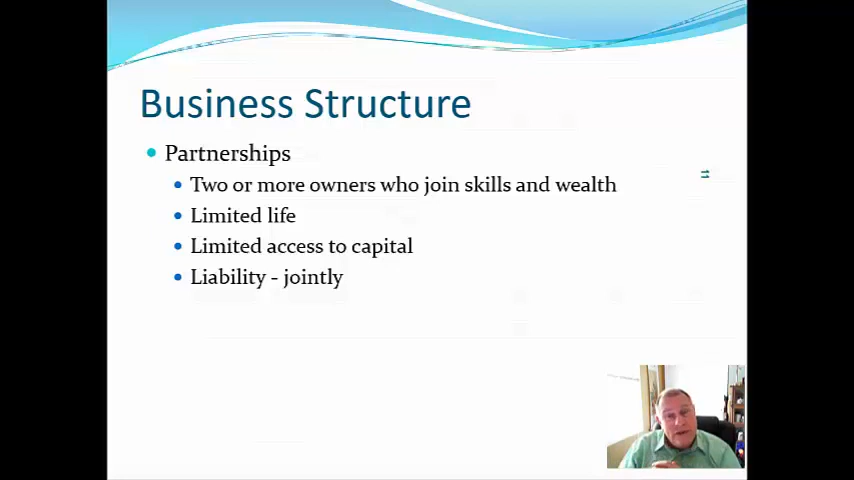 Business Structure
Partnerships
Two or more owners who join skills and wealth
Limited life
Limited access to capital
Liability - jointly